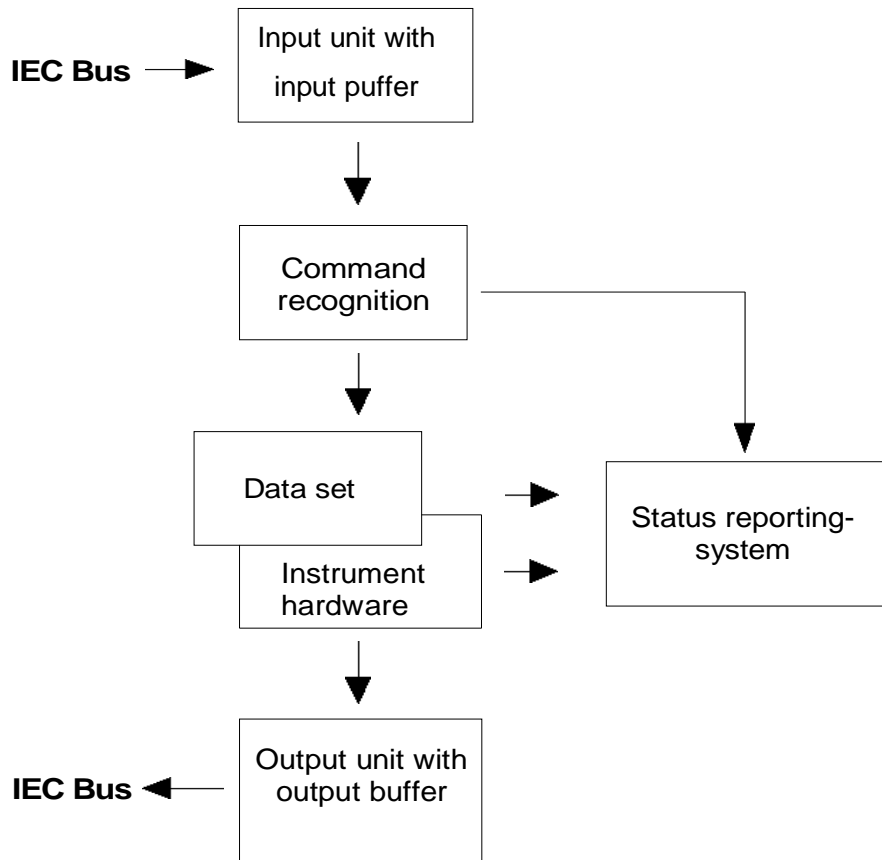 Input unit with
IEC Bus
input puffer
Command
recognition
Data set
Status reporting-
system
Instrument
hardware
Output unit with
output buffer
IEC Bus